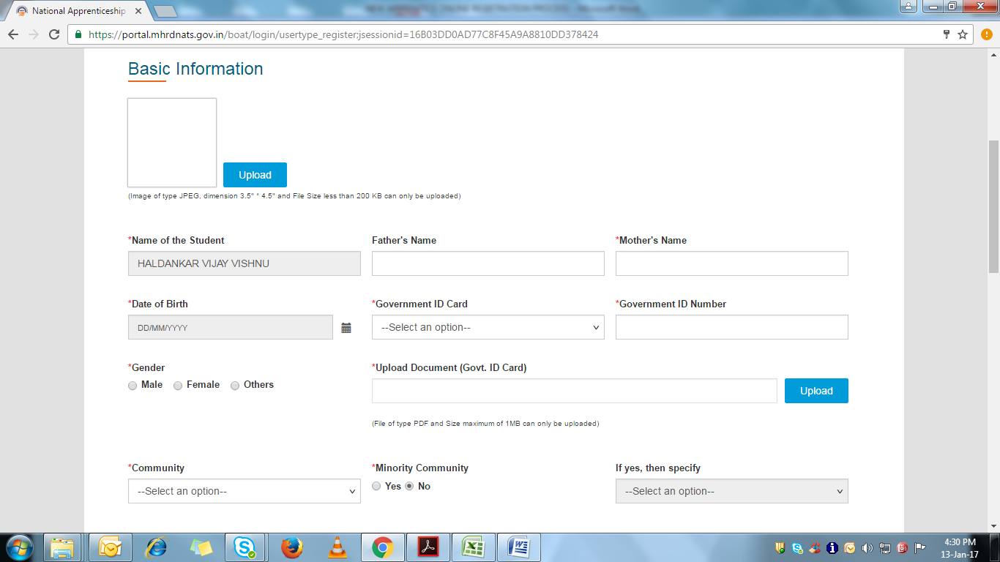 National Apprenticeship
https://portal.mhrdnats.gov.in/boat/login/usertype_register;jsessionid=16B03DD0AD77C8F45A9A8810DD378424
Basic Information
Upload
(Image of type JPEG, dimension 3.5" * 4.5" and File Size less than 200 KB can only be uploaded)
*Name of the Student Father's Name *Mother's Name
HALDANKAR VIJAY VISHNU
*Date of Birth *Government ID Card *Government ID Number
DD/MM/YYYY --Select an option--
*Gender *Upload Document (Govt. ID Card)
Male Female Others
Upload
(File of type PDF and Size maximum of 1MB can only be uploaded)
*Community *Minority Community If yes, then specify
--Select an option-- Yes No --Select an option--
4:30 PM
13-Jan-17